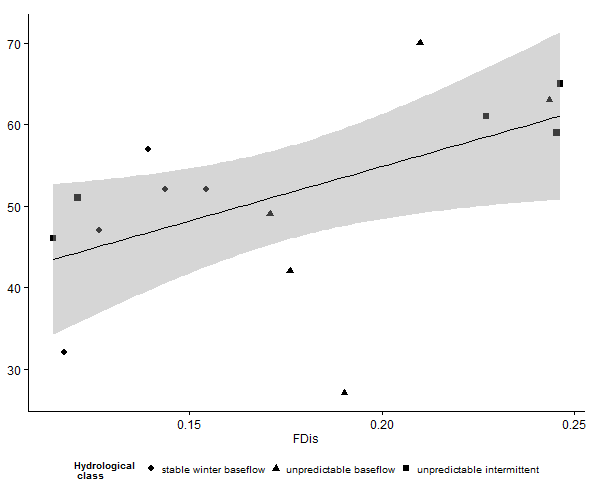 70
60
50
40
30
0.15 0.20 0.25
FDis
Hydrological
class
stable winter baseflow unpredictable baseflow unpredictable intermittent